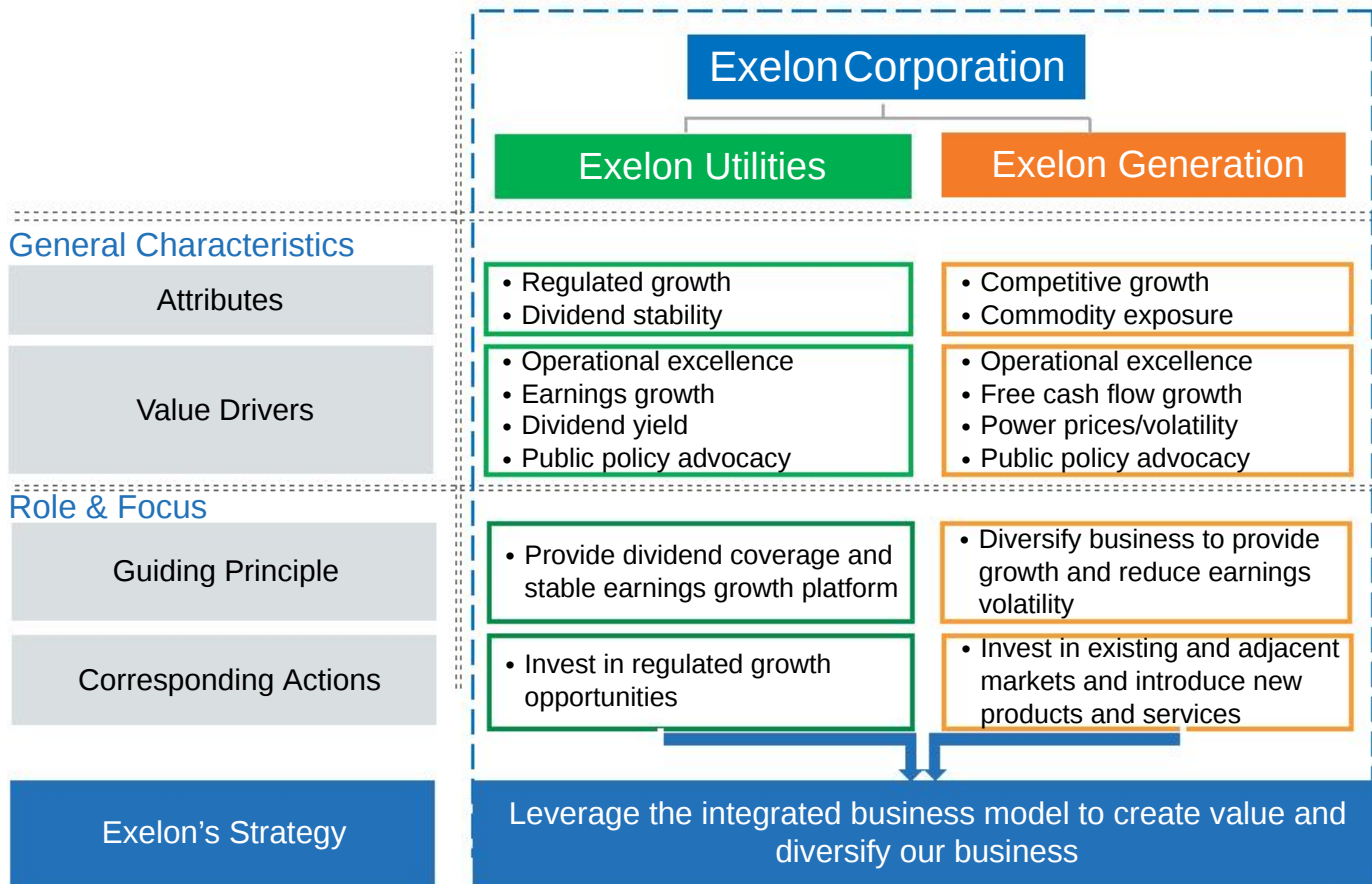 Exelon Corporation
Exelon Utilities
Exelon Generation
General Characteristics
Attributes
• Regulated growth
• Dividend stability
• Competitive growth
• Commodity exposure
Value Drivers
• Operational excellence
• Earnings growth
• Dividend yield
• Public policy advocacy
• Operational excellence
• Free cash flow growth
• Power prices/volatility
• Public policy advocacy
Role & Focus
Guiding Principle
• Provide dividend coverage and
stable earnings growth platform
• Diversify business to provide
growth and reduce earnings
volatility
Corresponding Actions
• Invest in regulated growth
opportunities
• Invest in existing and adjacent
markets and introduce new
products and services
Exelon’s Strategy
Leverage the integrated business model to create value and
diversify our business